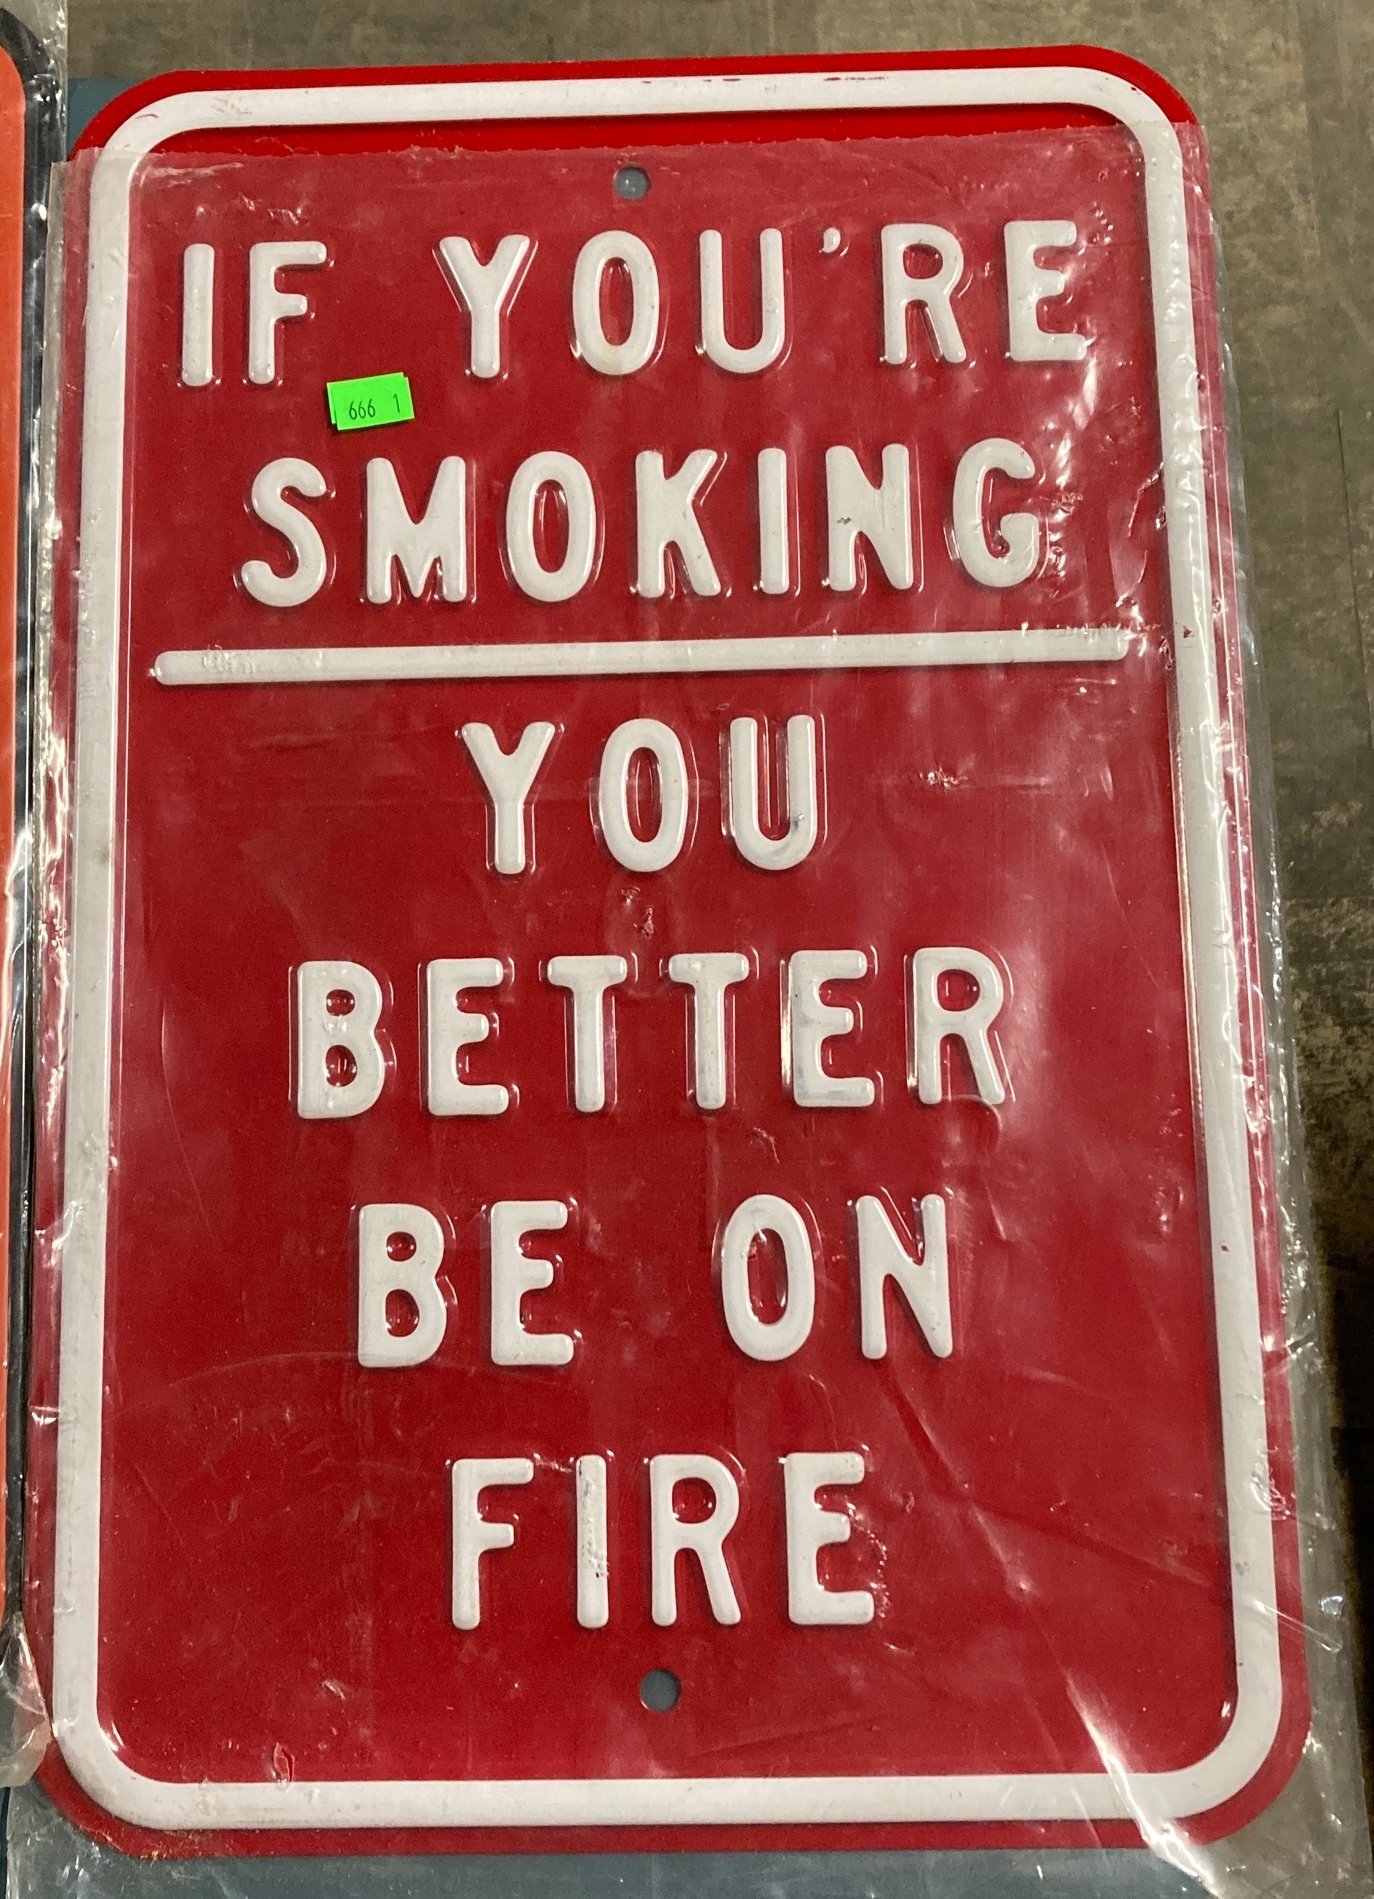 IF YOU'RE
666 1
SMOKING
YOU
BETTER
BE ON
FIRE